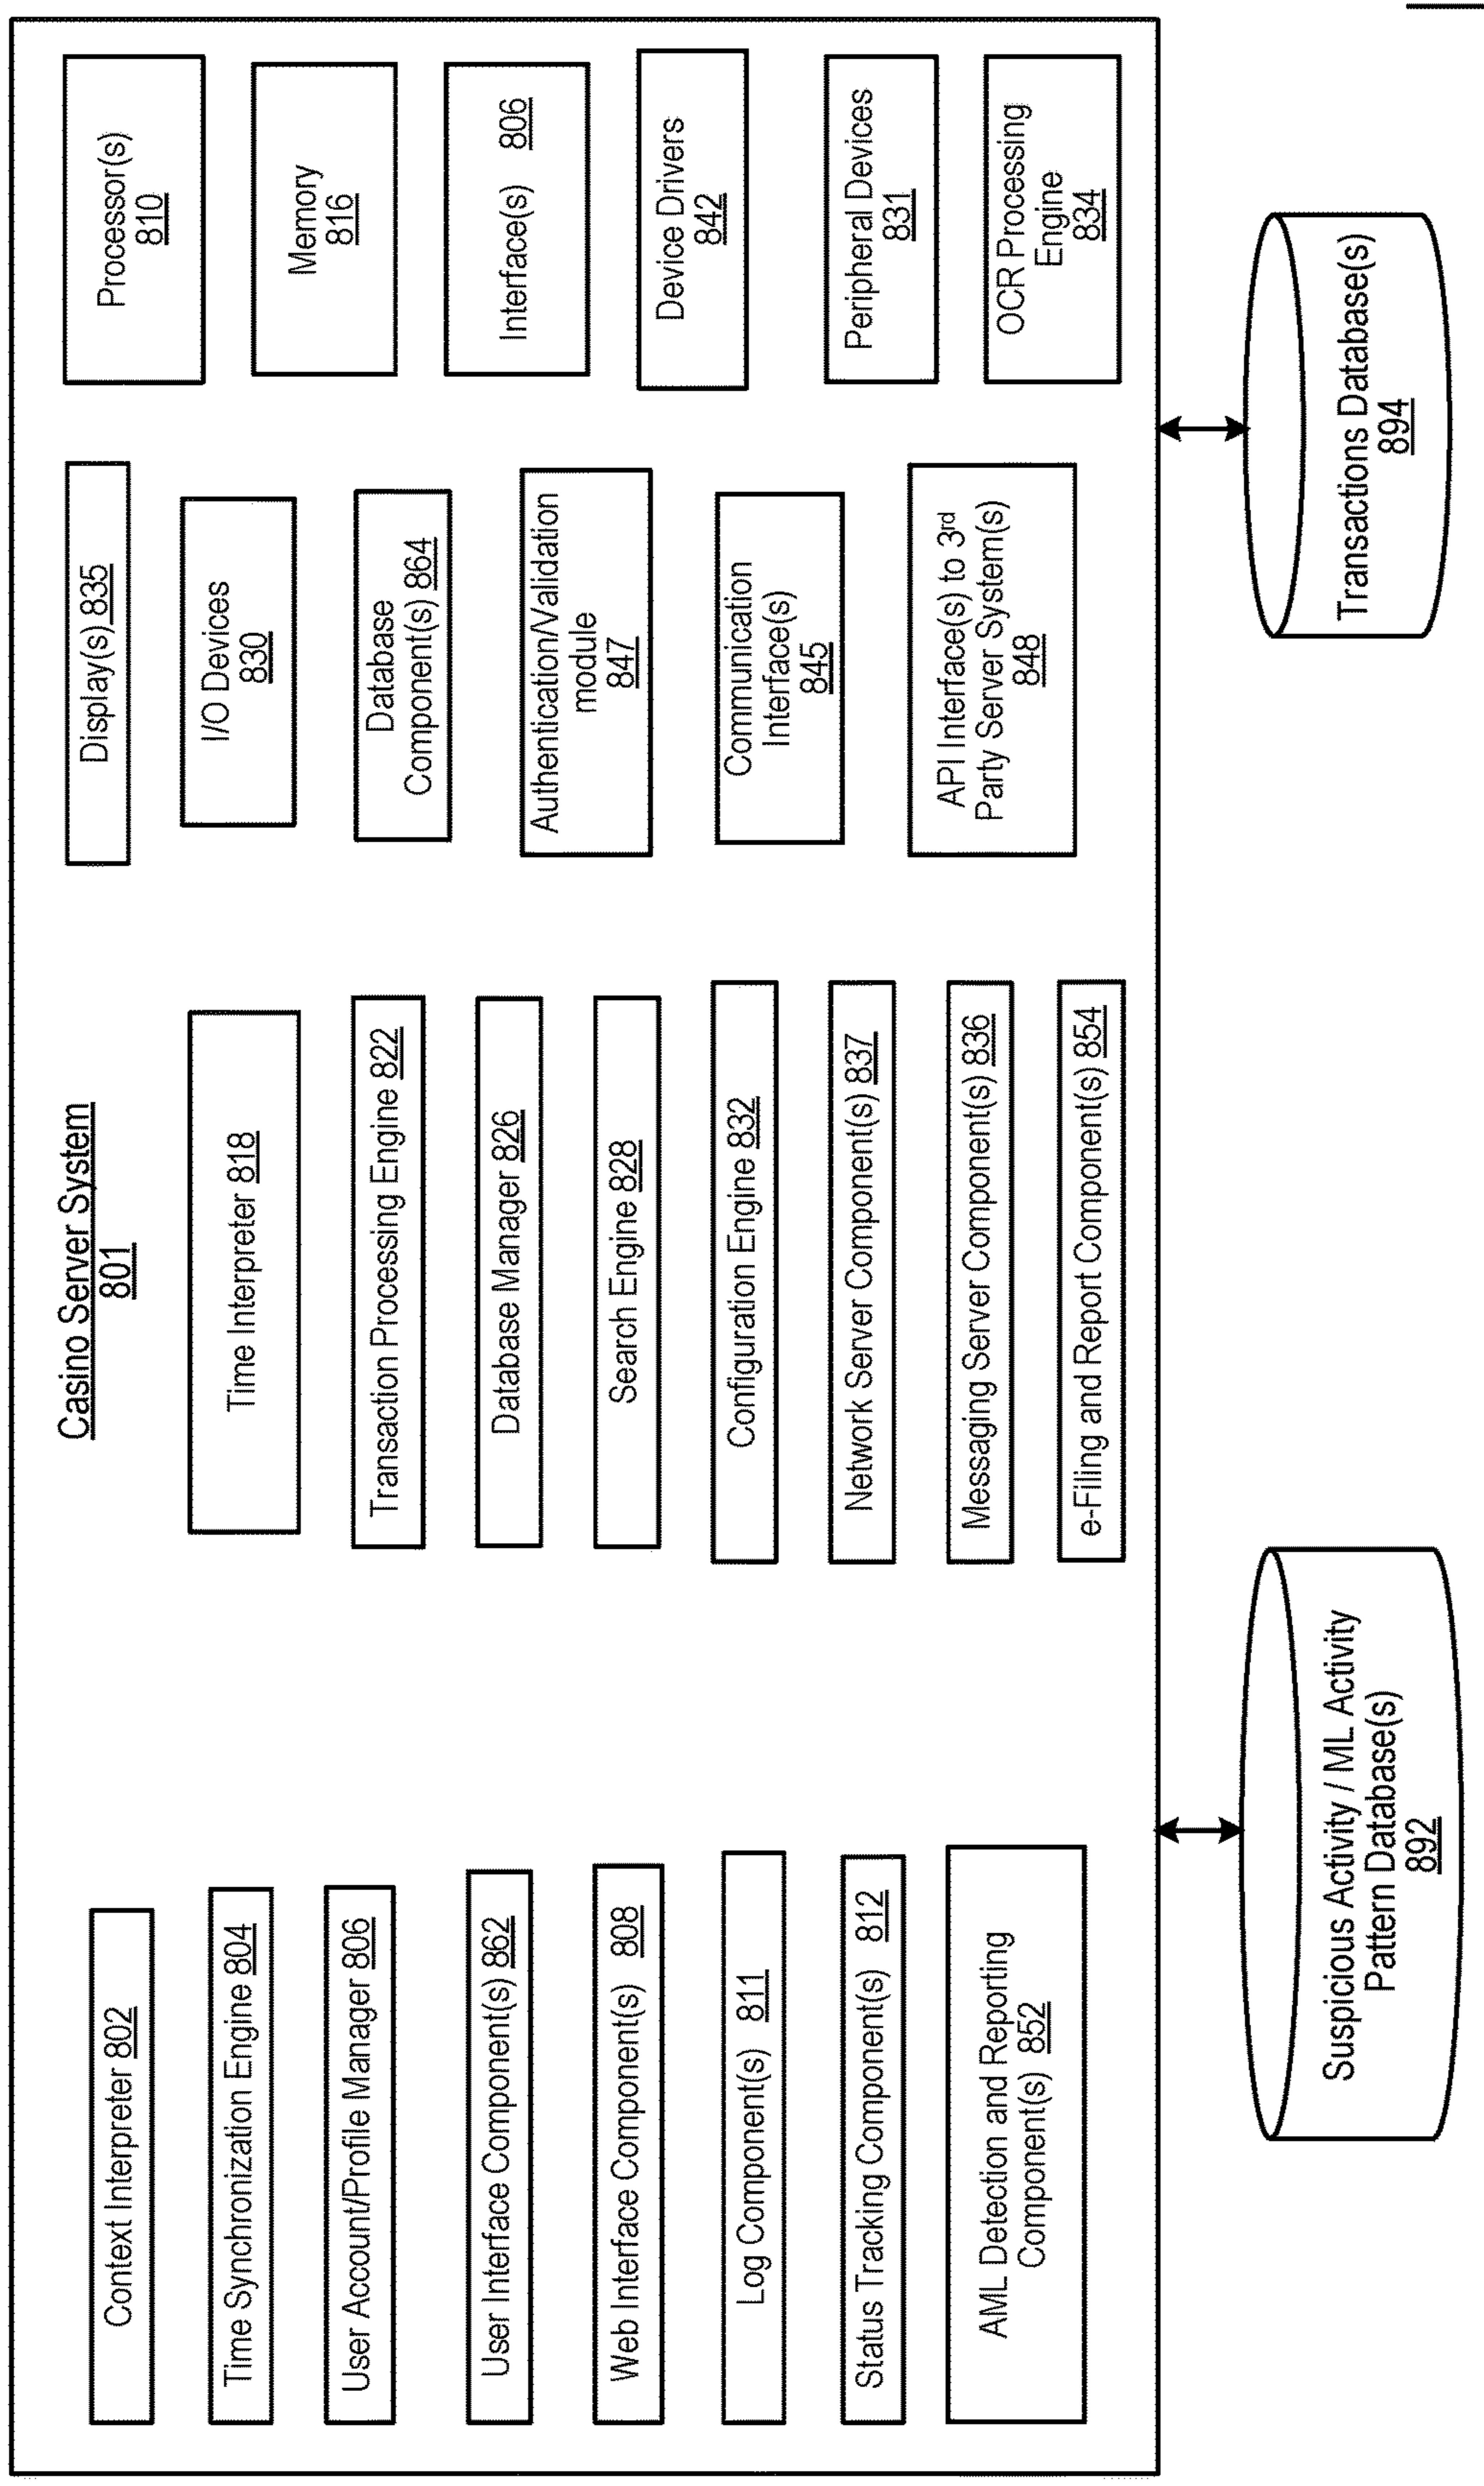 Casino Server System
801
Context Interpreter 802
Time Synchronization Engine 804
User Account/Profile Manager 806
User Interface Component(s) 862
Web Interface Component(s) 808
Log Component(s) 811
Status Tracking Component(s) 812
AML Detection and Reporting
Component(s) 852
Time Interpreter 818
Transaction Processing Engine 822
Database Manager 826
Search Engine 828
Configuration Engine 832
Network Server Component(s) 837
Messaging Server Component(s) 836
e-Filing and Report Component(s) 854
Display(s) 835
I/O Devices
830
Database
Component(s) 864
Authentication/Validation
module
847
Communication
Interface(s)
845
API Interface(s) to 3rd
Party Server System(s)
848
Processor(s)
810
Memory
816
Interface(s) 806
Device Drivers
842
Peripheral Devices
831
OCR Processing
Engine
834
Suspicious Activity / ML Activity
Pattern Database(s)
892
Transactions Database(s)
894